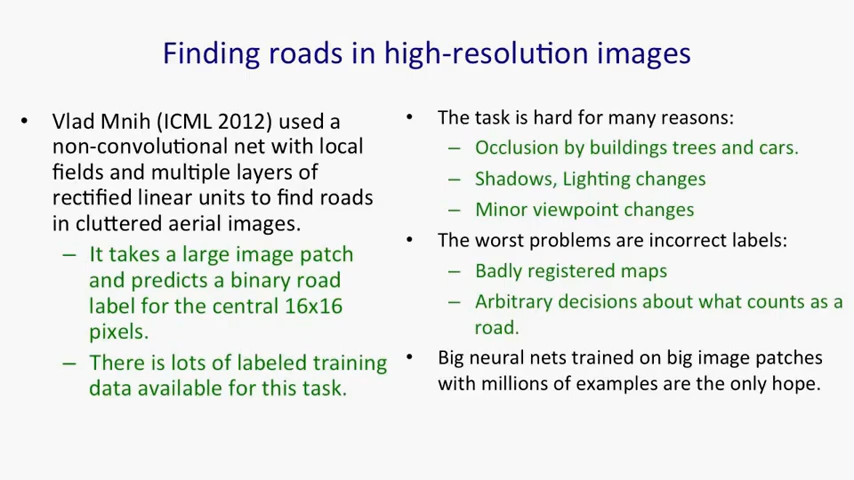 Finding roads in high-resolution images
• Vlad Mnih (ICML 2012) used a
non-convolutional net with local
fields and multiple layers of
rectified linear units to find roads
in cluttered aerial images.
– It takes a large image patch
and predicts a binary road
label for the central 16x16
pixels.
– There is lots of labeled training
data available for this task.
• The task is hard for many reasons:
– Occlusion by buildings trees and cars.
– Shadows, Lighting changes
– Minor viewpoint changes
• The worst problems are incorrect labels:
– Badly registered maps
– Arbitrary decisions about what counts as a
road.
• Big neural nets trained on big image patches
with millions of examples are the only hope.